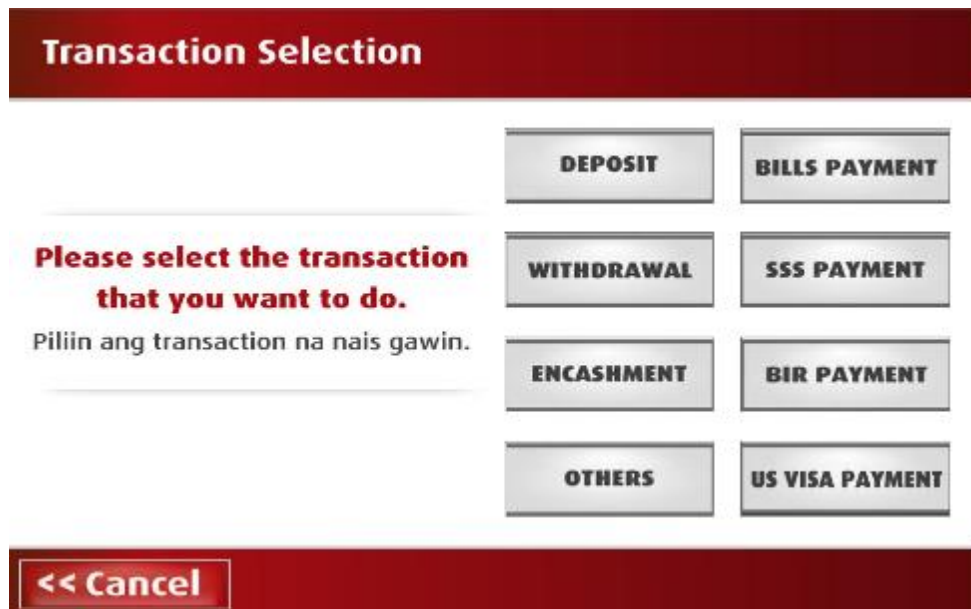 Transaction Selection
Please select the transaction
that you want to do.
Piliin ang transaction na nais gawin.
DEPOSIT
BILLS PAYMENT
WITHDRAWAL
SSS PAYMENT
ENCASHMENT
BIR PAYMENT
OTHERS
US VISA PAYMENT
<< Cancel